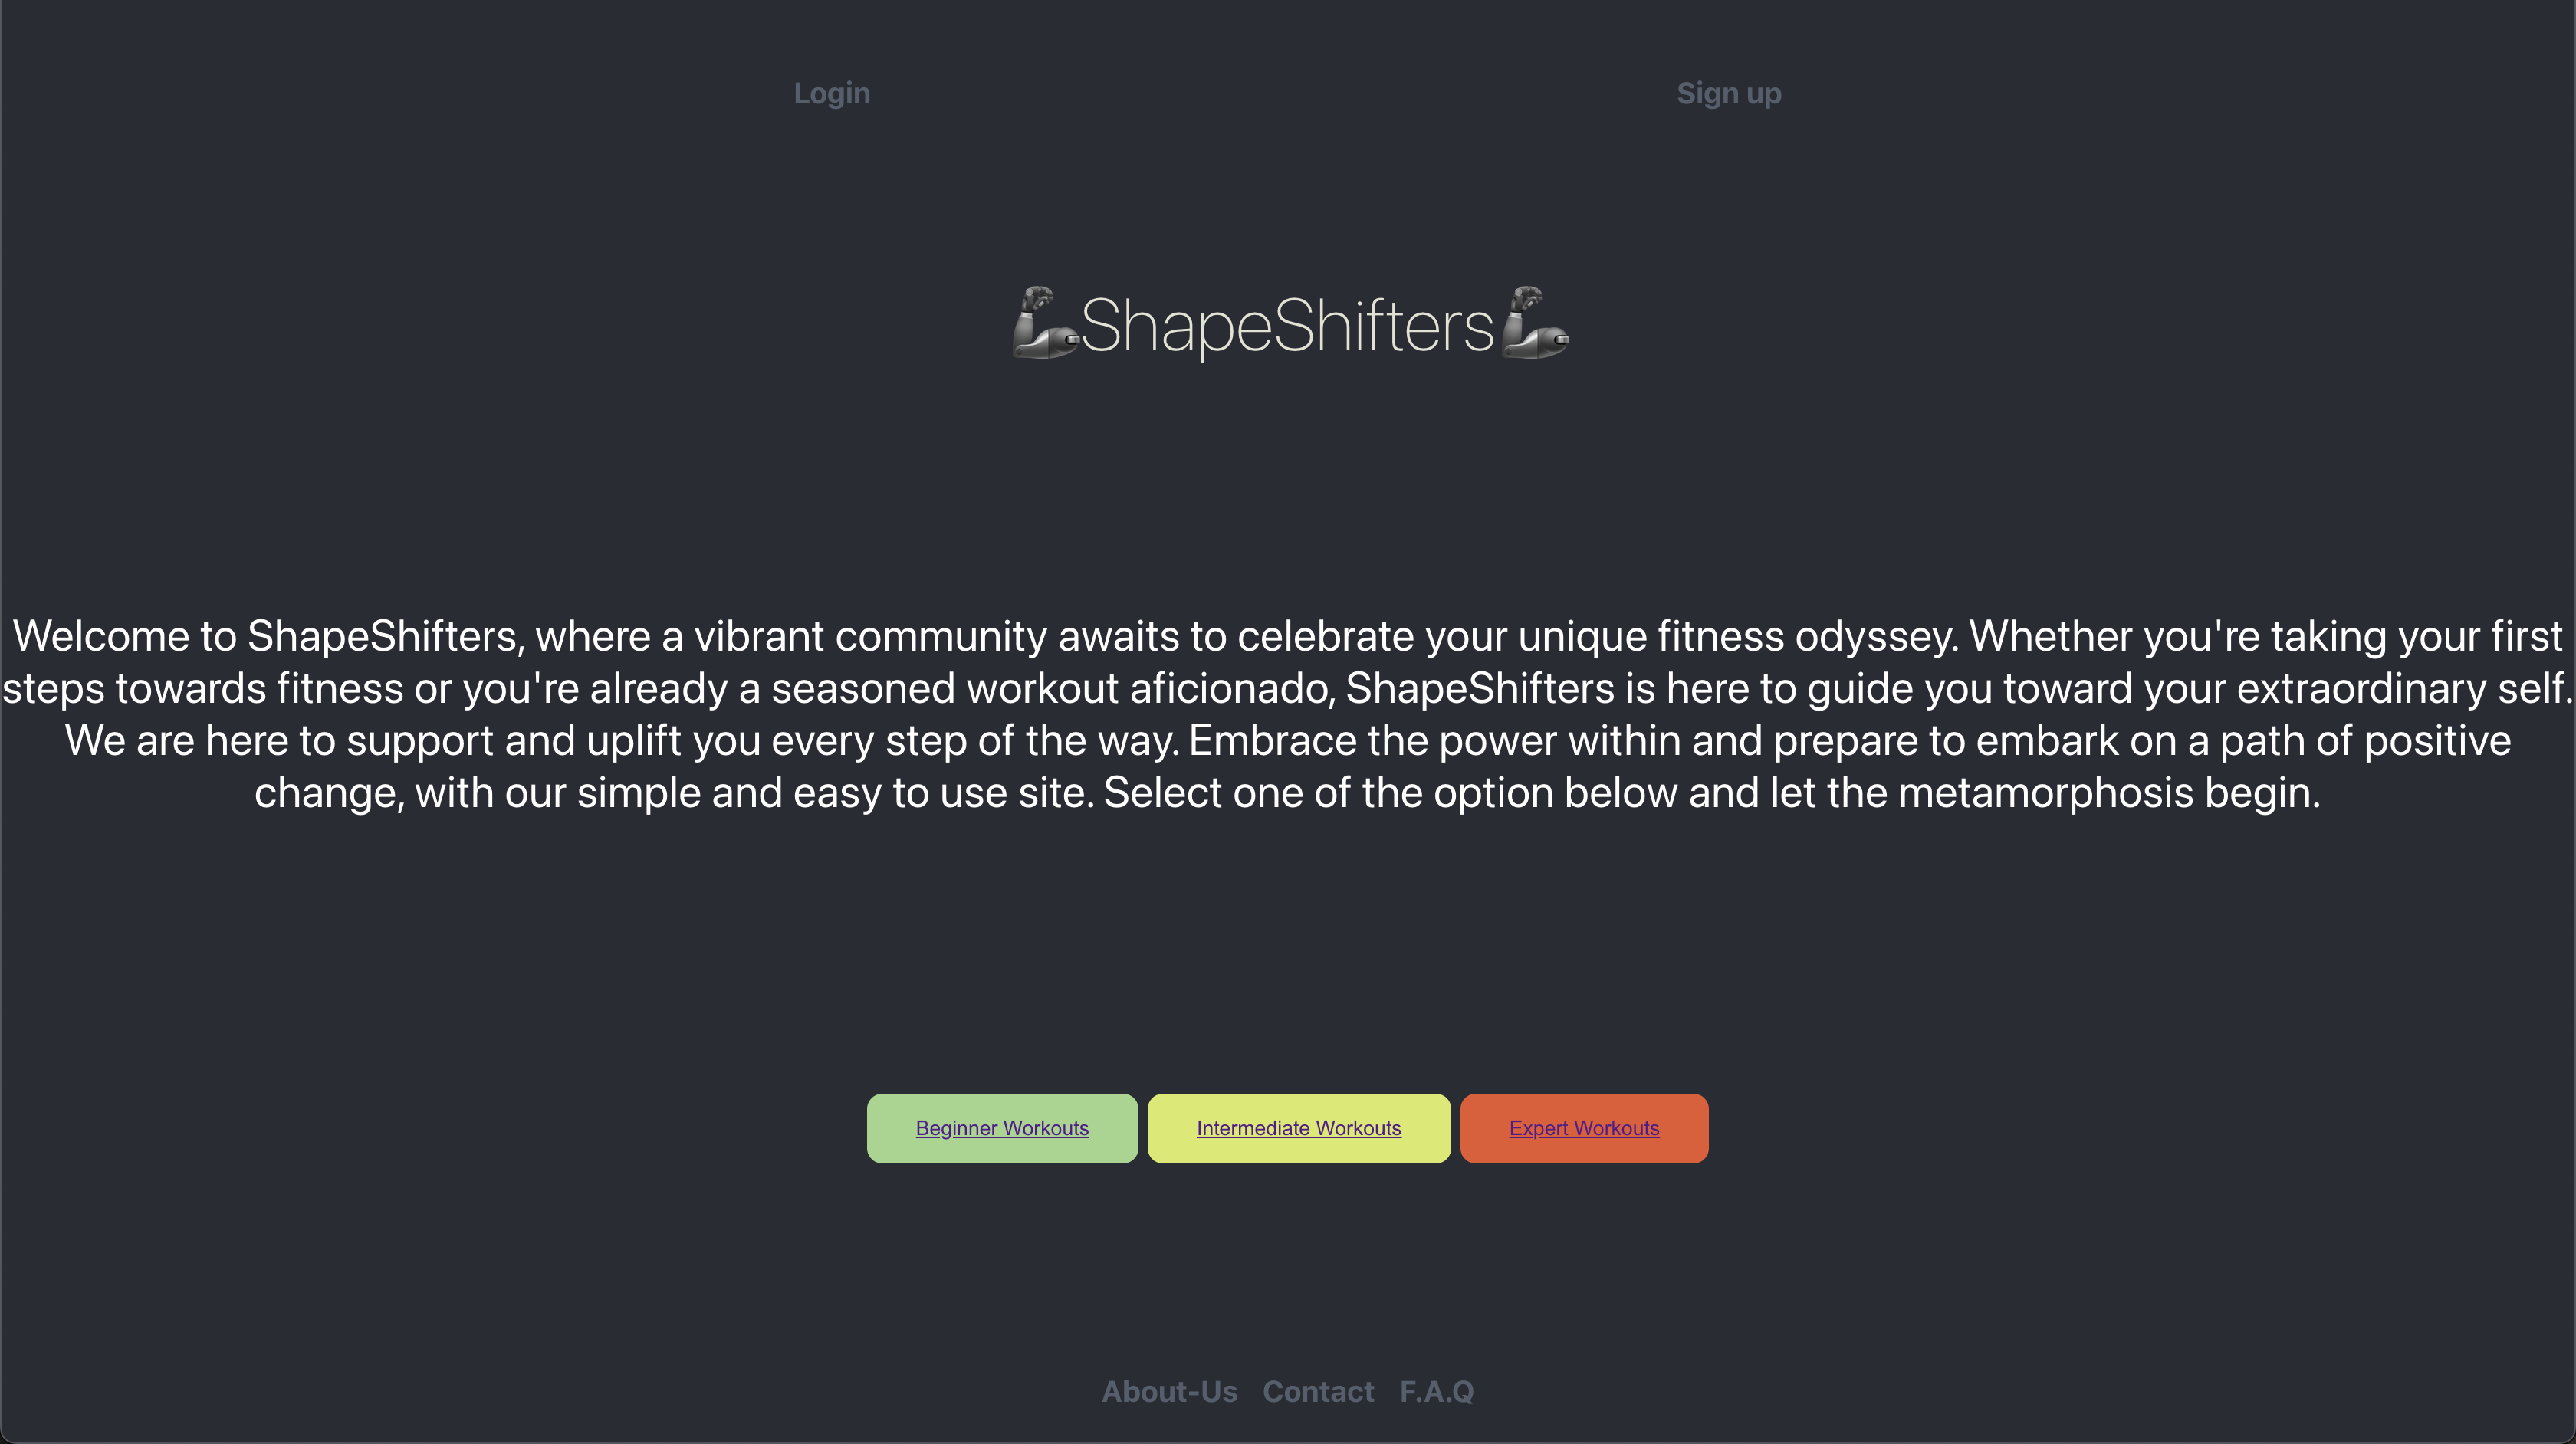 Login Sign up
🦾ShapeShifters🦾
Welcome to ShapeShifters, where a vibrant community awaits to celebrate your unique fitness odyssey. Whether you're taking your first
steps towards fitness or you're already a seasoned workout aficionado, ShapeShifters is here to guide you toward your extraordinary self.
We are here to support and uplift you every step of the way. Embrace the power within and prepare to embark on a path of positive
change, with our simple and easy to use site. Select one of the option below and let the metamorphosis begin.
Beginner Workouts Intermediate Workouts Expert Workouts
About-Us Contact F.A.Q